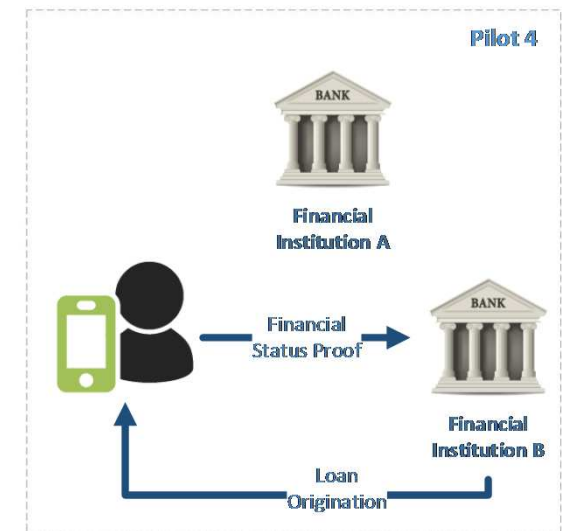 Pilot 4
BANK
Financial
Institution A
BANK
Financial
Status Proof
Financial
Institution B
Loan
Origination